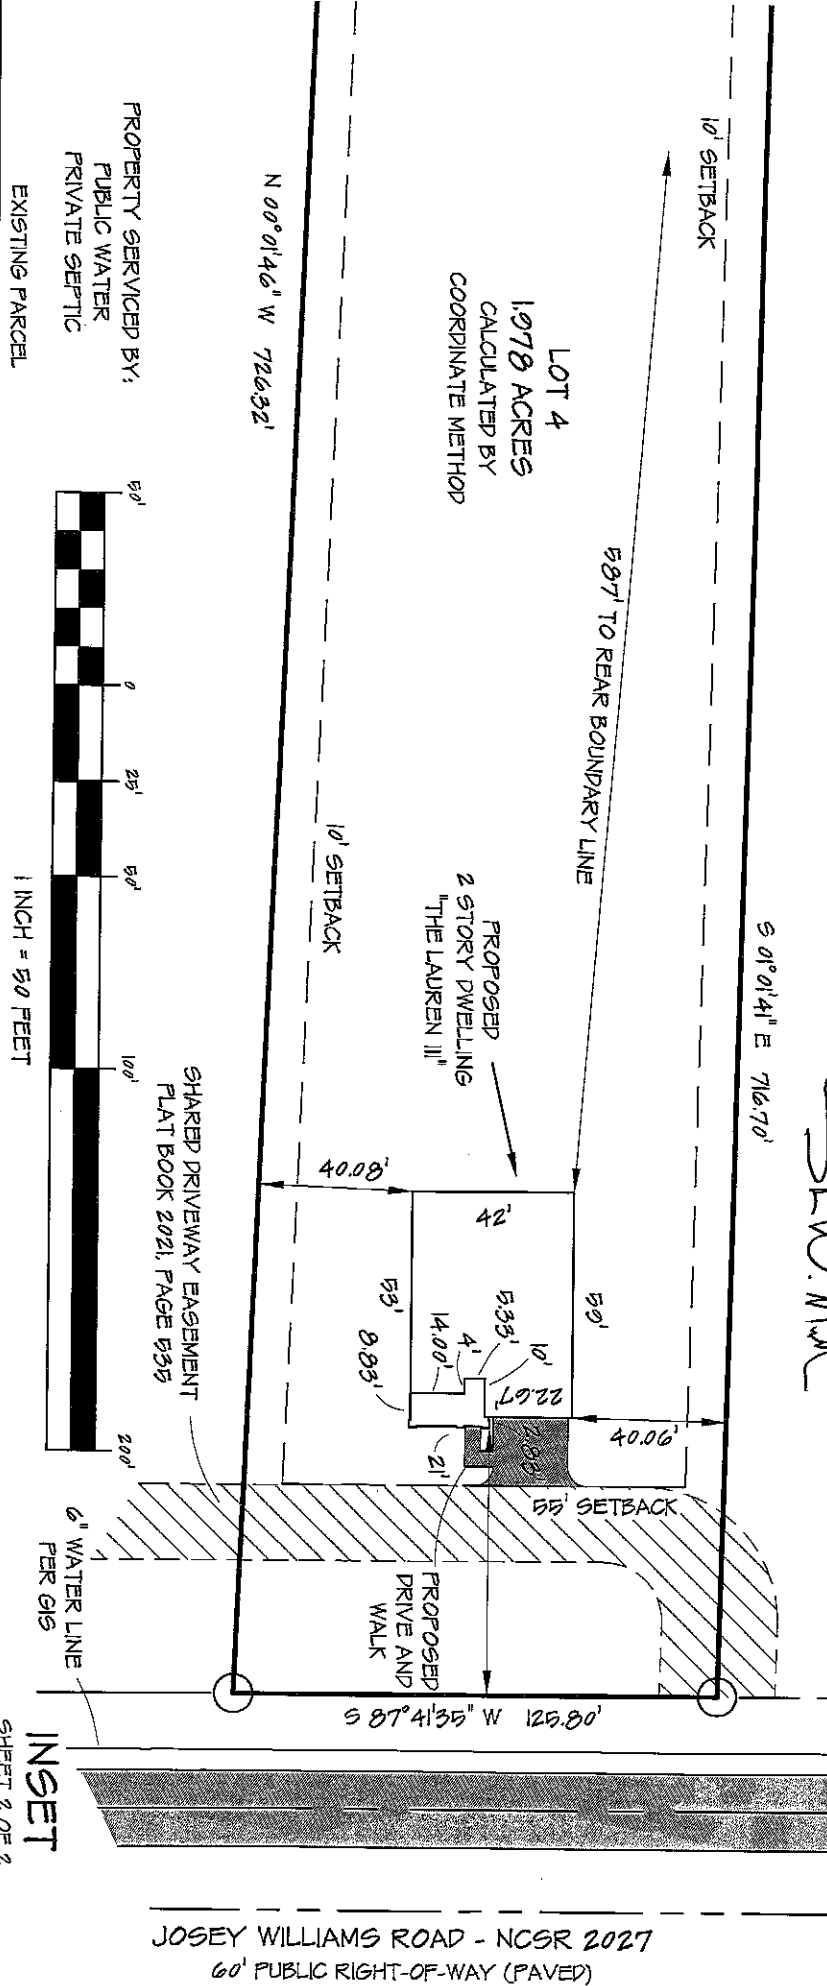 10' SETBACK
LOT 4
1.978 ACRES
CALCULATED BY
COORDINATE METHOD
N 00°01'46" W 726.32'
PROPERTY SERVICED BY:
PUBLIC WATER
PRIVATE SEPTIC
EXISTING PARCEL
587' TO REAR BOUNDARY LINE
S 01°01'41" E 716.70'
10' SETBACK
PROPOSED
2 STORY DWELLING
"THE LAUREN III"
50'
0
25'
50'
100'
200'
1 INCH = 50 FEET
SHARED DRIVEWAY EASEMENT
PLAT BOOK 2021, PAGE 535
40.08'
42'
53'
59'
5.33'
10'
4'
14.00'
8.83'
22.67'
21'
40.06'
55' SETBACK
PROPOSED
DRIVE AND
WALK
6" WATER LINE
PER GIS
S 87°41'35" W 125.80'
INSET
SHEET 2 OF 2
JOSEY WILLIAMS ROAD - NCSR 2027
60' PUBLIC RIGHT-OF-WAY (PAVED)